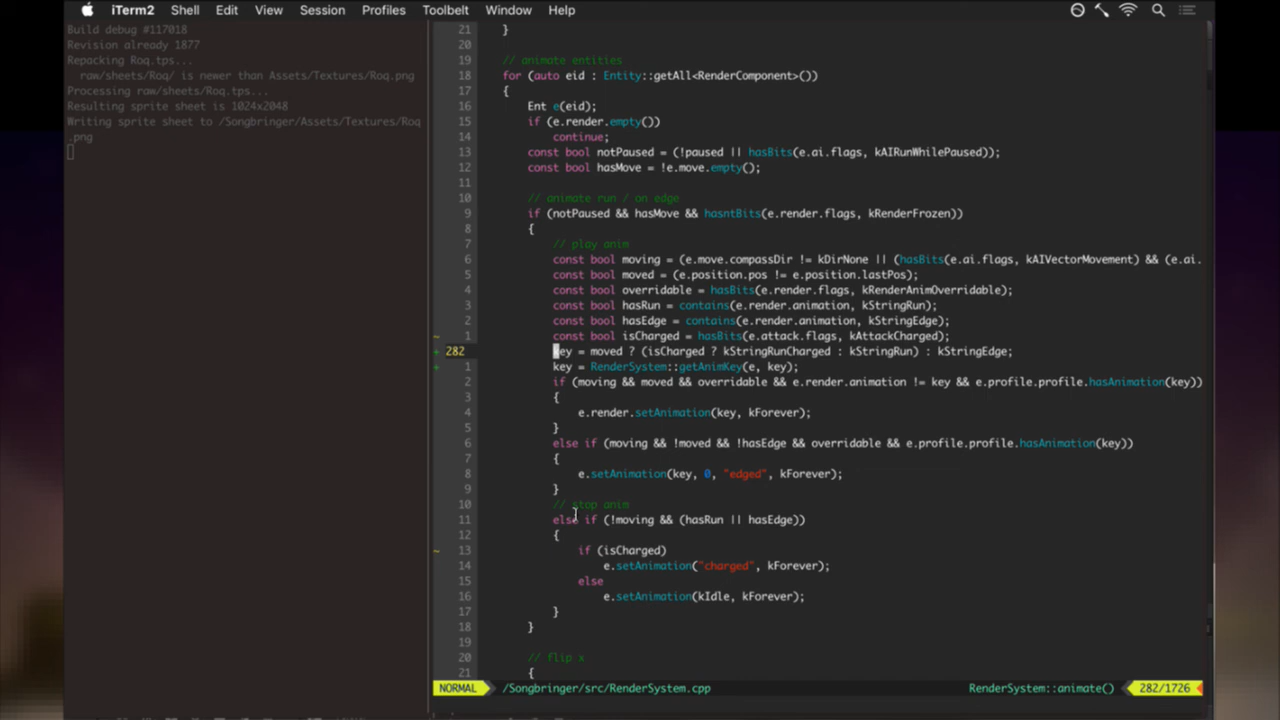 iTerm2 Shell Edit View Session Profiles Toolbelt Window Help
Build debug #117018
Revision already 1877
Repacking Roq.tps...
raw/sheets/Roq/ is newer than Assets/Textures/Roq.png
Processing raw/sheets/Roq.tps...
Resulting sprite sheet is 1024x2048
Writing sprite sheet to /Songbringer/Assets/Textures/Roq
.png
21 }
20
19 // animate entities
18 for (auto eid : Entity::getAll<RenderComponent>())
17 {
16 Ent e(eid);
15 if (e.render.empty())
14 continue;
13 const bool notPaused = (!paused || hasBits(e.ai.flags, kAIRunWhilePaused));
12 const bool hasMove = !e.move.empty();
11
10 // animate run / on edge
9 if (notPaused && hasMove && hasntBits(e.render.flags, kRenderFrozen))
8 {
7 // play anim
6 const bool moving = (e.move.compassDir != kDirNone || (hasBits(e.ai.flags, kAIVectorMovement) && (e.ai.
5 const bool moved = (e.position.pos != e.position.lastPos);
4 const bool overridable = hasBits(e.render.flags, kRenderAnimOverridable);
3 const bool hasRun = contains(e.render.animation, kStringRun);
2 const bool hasEdge = contains(e.render.animation, kStringEdge);
~ 1 const bool isCharged = hasBits(e.attack.flags, kAttackCharged);
+ 282 key = moved ? (isCharged ? kStringRunCharged : kStringRun) : kStringEdge;
+ 1 key = RenderSystem::getAnimKey(e, key);
2 if (moving && moved && overridable && e.render.animation != key && e.profile.profile.hasAnimation(key))
3 {
4 e.render.setAnimation(key, kForever);
5 }
6 else if (moving && !moved && !hasEdge && overridable && e.profile.profile.hasAnimation(key))
7 {
8 e.setAnimation(key, 0, "edged", kForever);
9 }
10 // stop anim
11 else if (!moving && (hasRun || hasEdge))
12 {
~ 13 if (isCharged)
14 e.setAnimation("charged", kForever);
15 else
16 e.setAnimation(kIdle, kForever);
17 }
18 }
19
20 // flip x
21 {
NORMAL /Songbringer/src/RenderSystem.cpp RenderSystem::animate() 282/1726